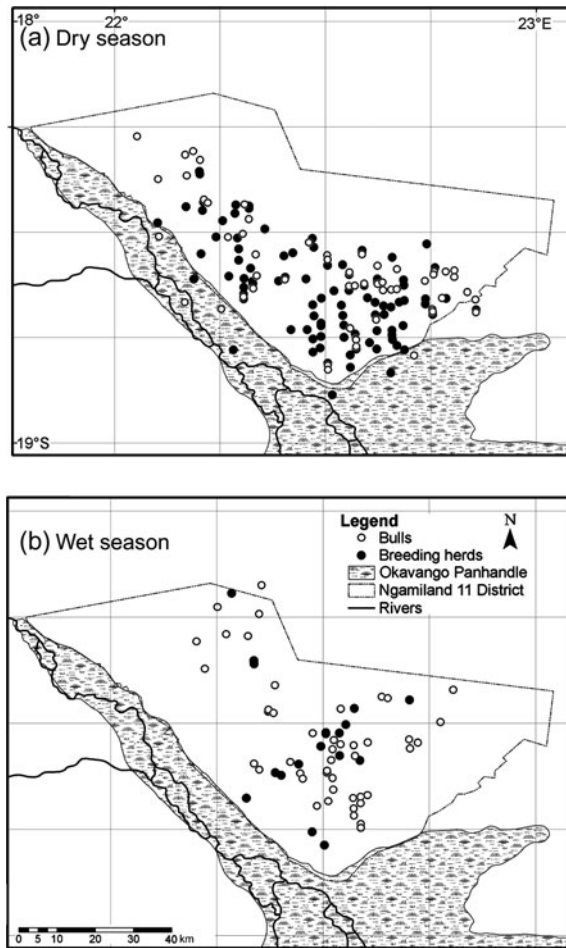 18°
22°
23°E
(a) Dry season
19°S
(b) Wet season
Legend
N
Bulls
Breeding herds
Okavango Panhandle
Ngamiland 11 District
Rivers
0 5 10 20 30 40 km